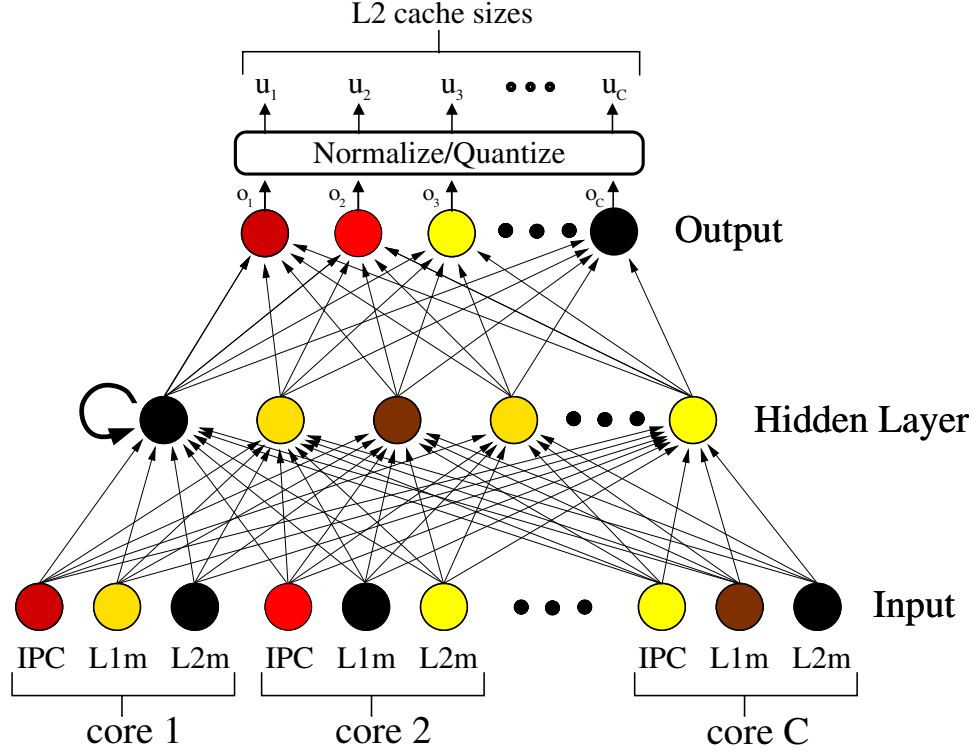 L2 cache sizes
u1 u2 u3 uC
Normalize/Quantize
o1 o2 o3 oC
Output
Hidden Layer
Input
IPC L1m L2m IPC L1m L2m IPC L1m L2m
core 1 core 2 core C